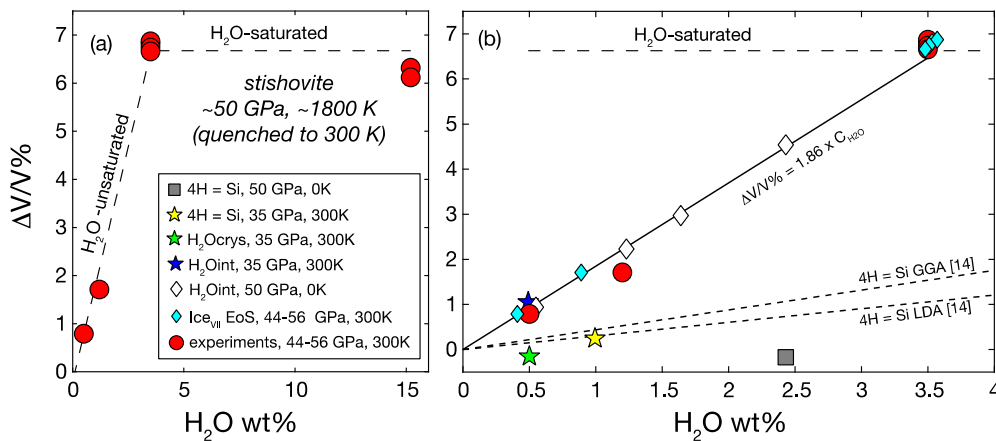 (a)
H₂O-saturated
stishovite
~50 GPa, ~1800 K
(quenched to 300 K)
H₂O-unsaturated
4H = Si, 50 GPa, 0K
4H = Si, 35 GPa, 300K
H₂Ocrys, 35 GPa, 300K
H₂Oint, 35 GPa, 300K
H₂Oint, 50 GPa, 0K
Ice_VII EoS, 44-56 GPa, 300K
experiments, 44-56 GPa, 300K
ΔV/V%
7
6
5
4
3
2
1
0
0
5
10
15
H₂O wt%
(b)
H₂O-saturated
ΔV/V% = 1.86 x C_H2O
4H = Si GGA [14]
4H = Si LDA [14]
7
6
5
4
3
2
1
0
0
0.5
1
1.5
2
2.5
3
3.5
4
H₂O wt%